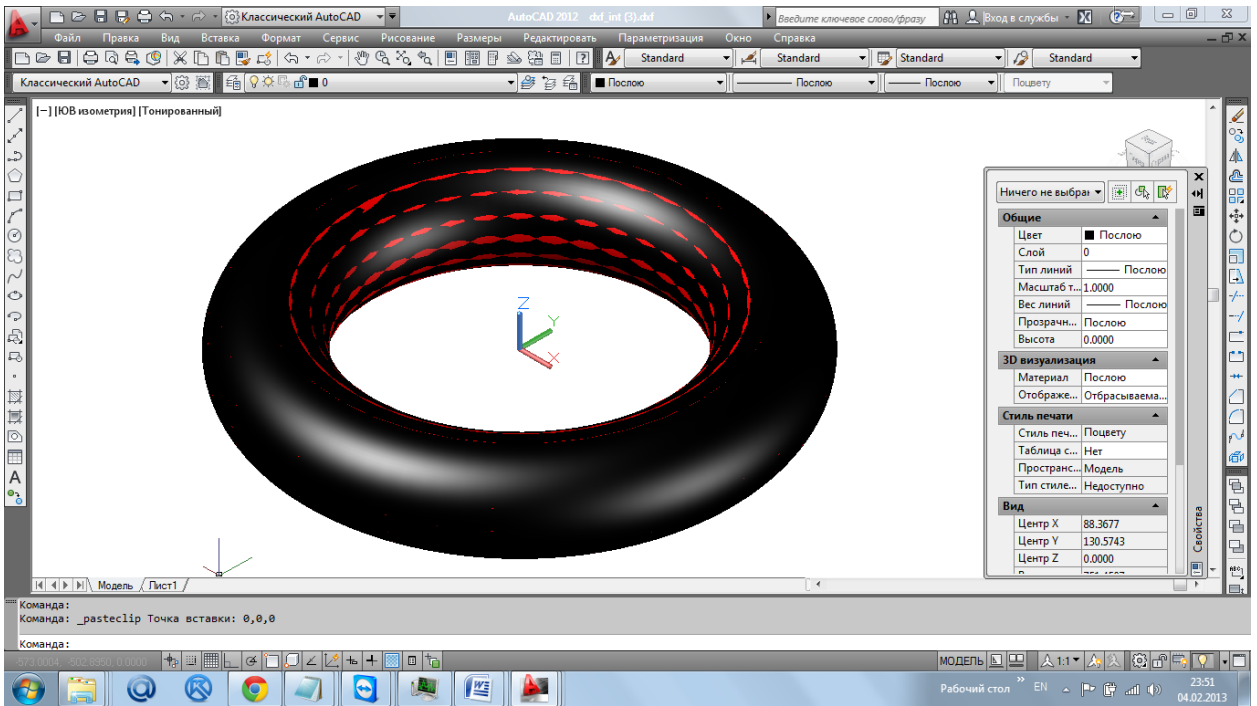 Классический AutoCAD
AutoCAD 2012 dxf_int (3).dxf
Введите ключевое слово/фразу
Вход в службы
Файл Правка Вид Вставка Формат Сервис Рисование Размеры Редактировать Параметризация Окно Справка
Standard Standard Standard Standard
Классический AutoCAD 0 Послою Послою Послою Поцвету
[−] [ЮВ изометрия] [Тонированный]
Z
Y
X
Ничего не выбран
Общие
Цвет Послою
Слой 0
Тип линий Послою
Масштаб т... 1.0000
Вес линий Послою
Прозрачн... Послою
Высота 0.0000
3D визуализация
Материал Послою
Отображе... Отбрасываема...
Стиль печати
Стиль печ... Поцвету
Таблица с... Нет
Пространс... Модель
Тип стиле... Недоступно
Вид
Центр X 88.3677
Центр Y 130.5743
Центр Z 0.0000
Свойства
Модель Лист1
Команда:
Команда: _pasteclip Точка вставки: 0,0,0
Команда:
МОДЕЛЬ 1:1
Рабочий стол EN 23:51
04.02.2013